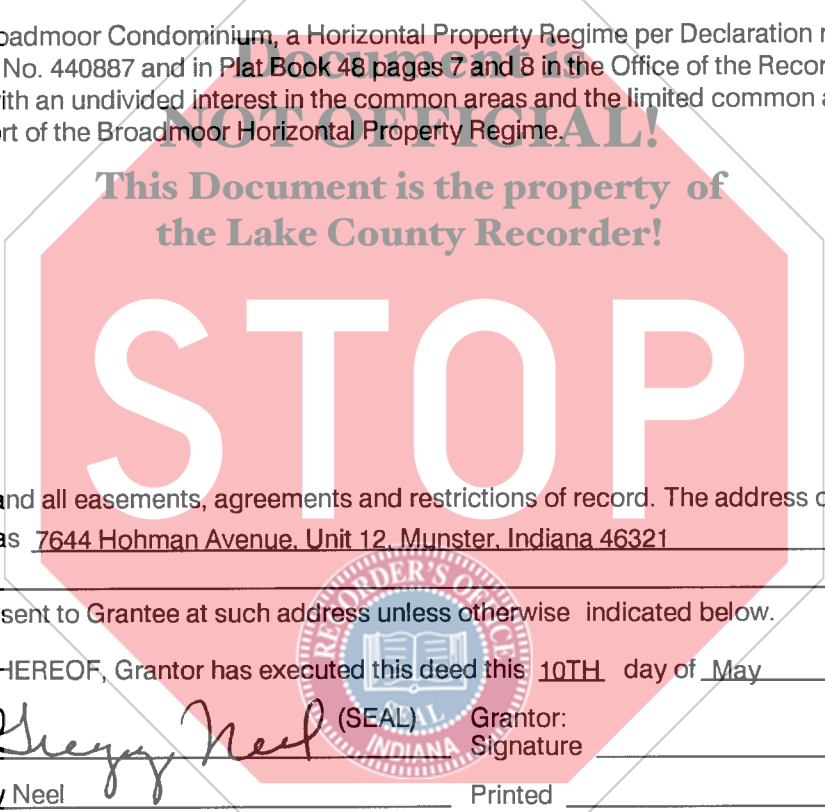 oadmoor Condominium, a Horizontal Property Regime per Declaration r
Document is
No. 440887 and in Plat Book 48 pages 7 and 8 in the Office of the Recor
ith an undivided interest in the common areas and the limited common a
NOT OFFICIAL!
rt of the Broadmoor Horizontal Property Regime.
This Document is the property of
the Lake County Recorder!
STOP
and all easements, agreements and restrictions of record. The address o
as 7644 Hohman Avenue, Unit 12, Munster, Indiana 46321
RECORDER'S OFFICE
sent to Grantee at such address unless otherwise indicated below.
HEREOF, Grantor has executed this deed this 10TH day of May
SEAL
Gregory Neel (SEAL) Grantor:
INDIANA Signature
y Neel Printed